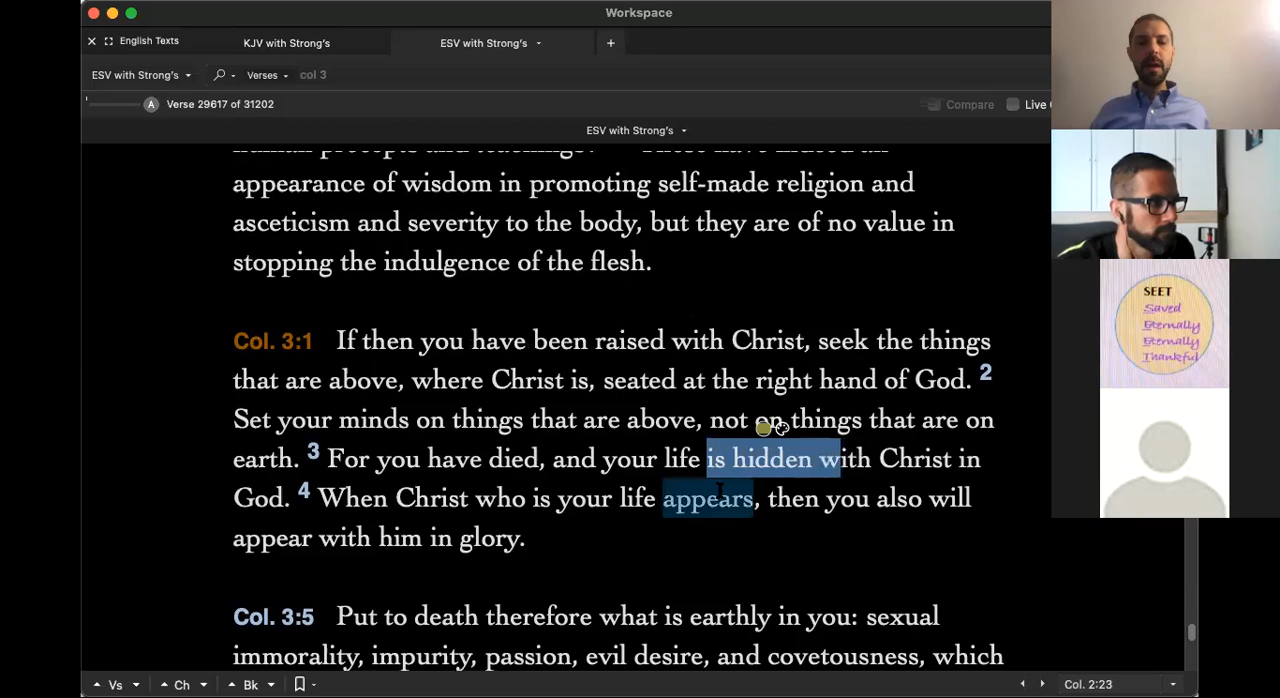 Workspace
English Texts
KJV with Strong's
ESV with Strong's
+
ESV with Strong's
Verses
col 3
A
Verse 29617 of 31202
Compare
Live
ESV with Strong's
human precepts and teachings?
appearance of wisdom in promoting self-made religion and
asceticism and severity to the body, but they are of no value in
stopping the indulgence of the flesh.
Col. 3:1 If then you have been raised with Christ, seek the things
that are above, where Christ is, seated at the right hand of God. 2
Set your minds on things that are above, not on things that are on
earth. 3 For you have died, and your life is hidden with Christ in
God. 4 When Christ who is your life appears, then you also will
appear with him in glory.
Col. 3:5 Put to death therefore what is earthly in you: sexual
immorality, impurity, passion, evil desire, and covetousness, which
Vs
Ch
Bk
Col. 2:23
SEET
Saved
Eternally
Eternally
Thankful